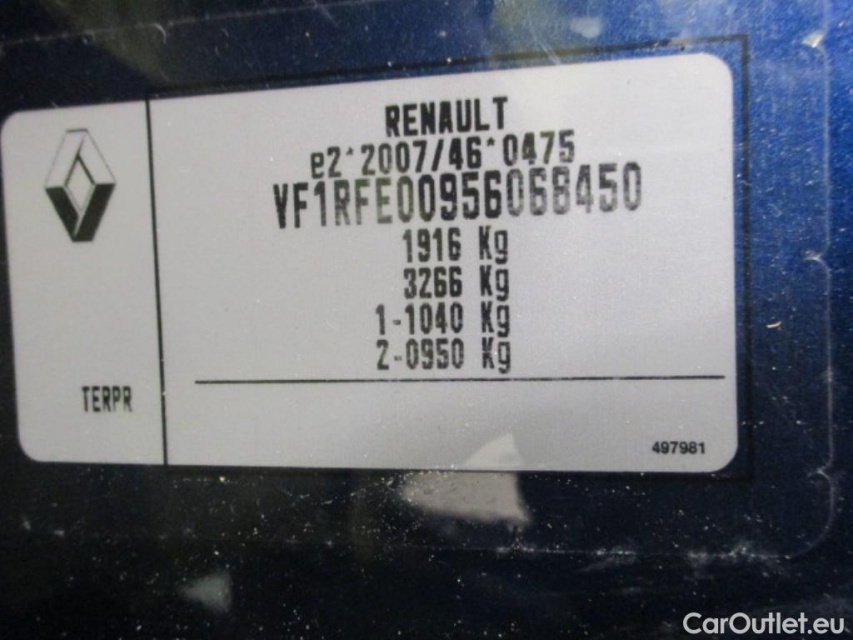 RENAULT
e2*2007/46*0475
VF1RFE00956068450
1916 Kg
3266 Kg
1-1040 Kg
2-0950 Kg
TERPR
497981
CarOutlet.eu